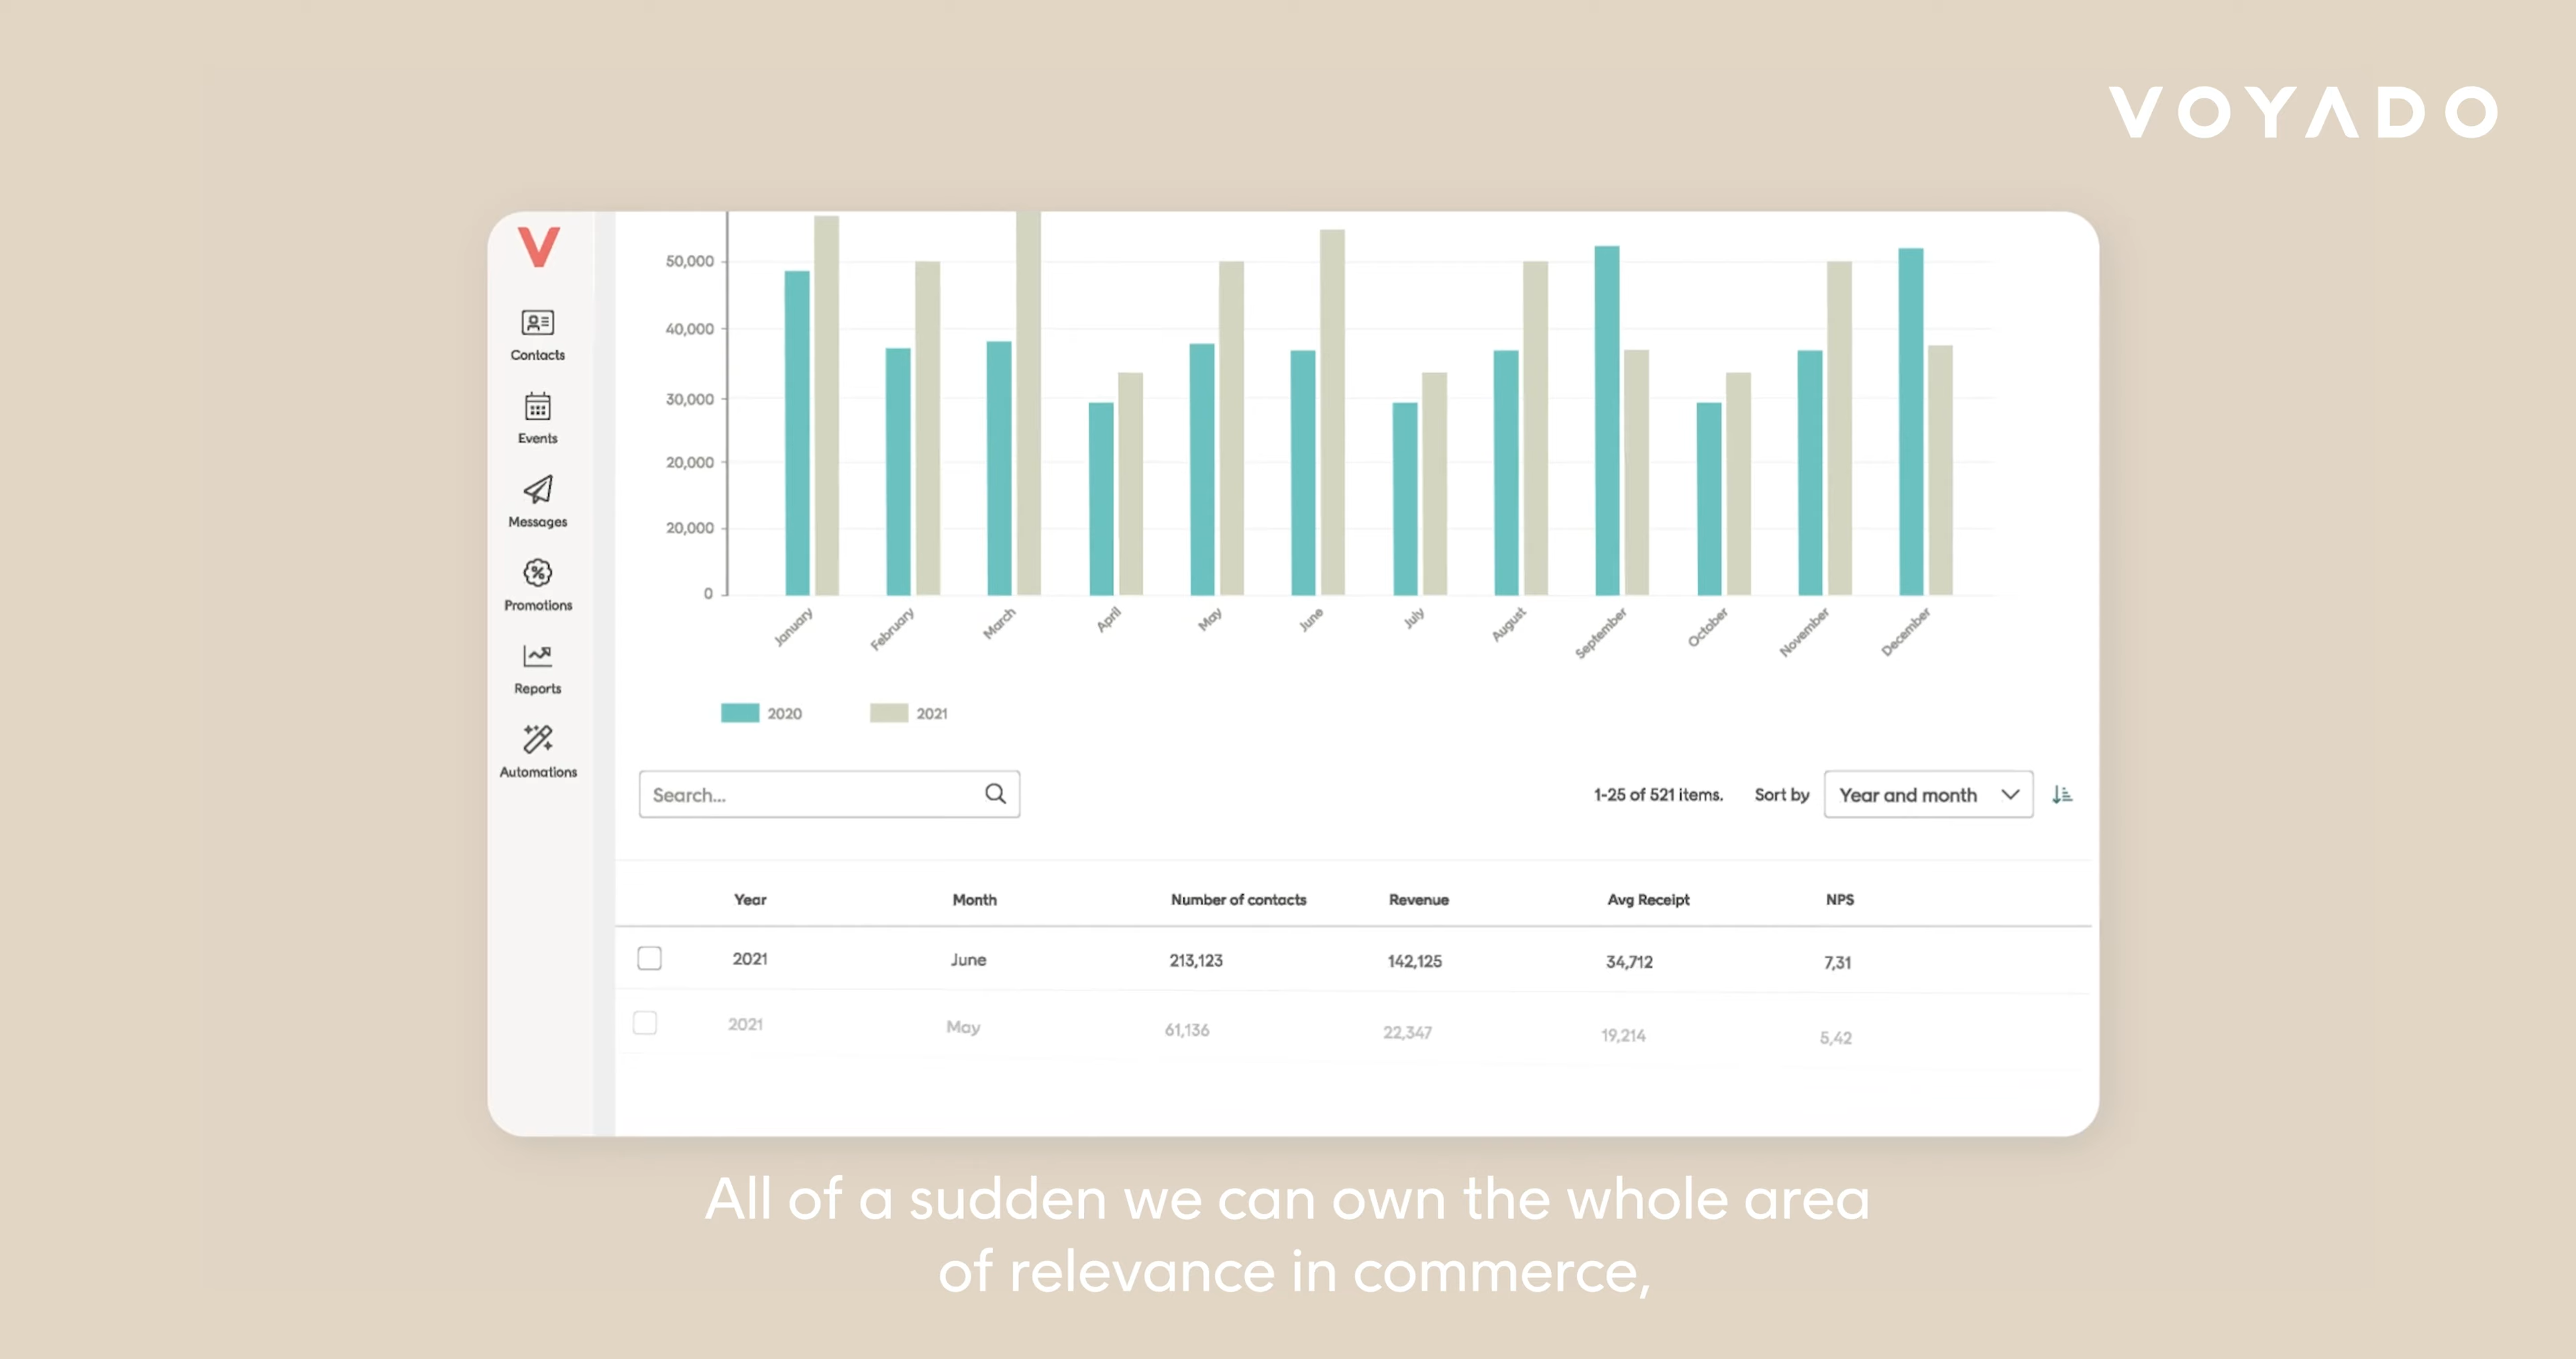 VOYADO
V
Contacts
Events
Messages
Promotions
Reports
Automations
50,000
40,000
30,000
20,000
20,000
0
January February March April May June July August September October November December
2020 2021
Search...
1-25 of 521 items. Sort by Year and month
Year Month Number of contacts Revenue Avg Receipt NPS
2021 June 213,123 142,125 34,712 7,31
2021 May 61,136 22,347 19,214 5,42
All of a sudden we can own the whole area
of relevance in commerce,